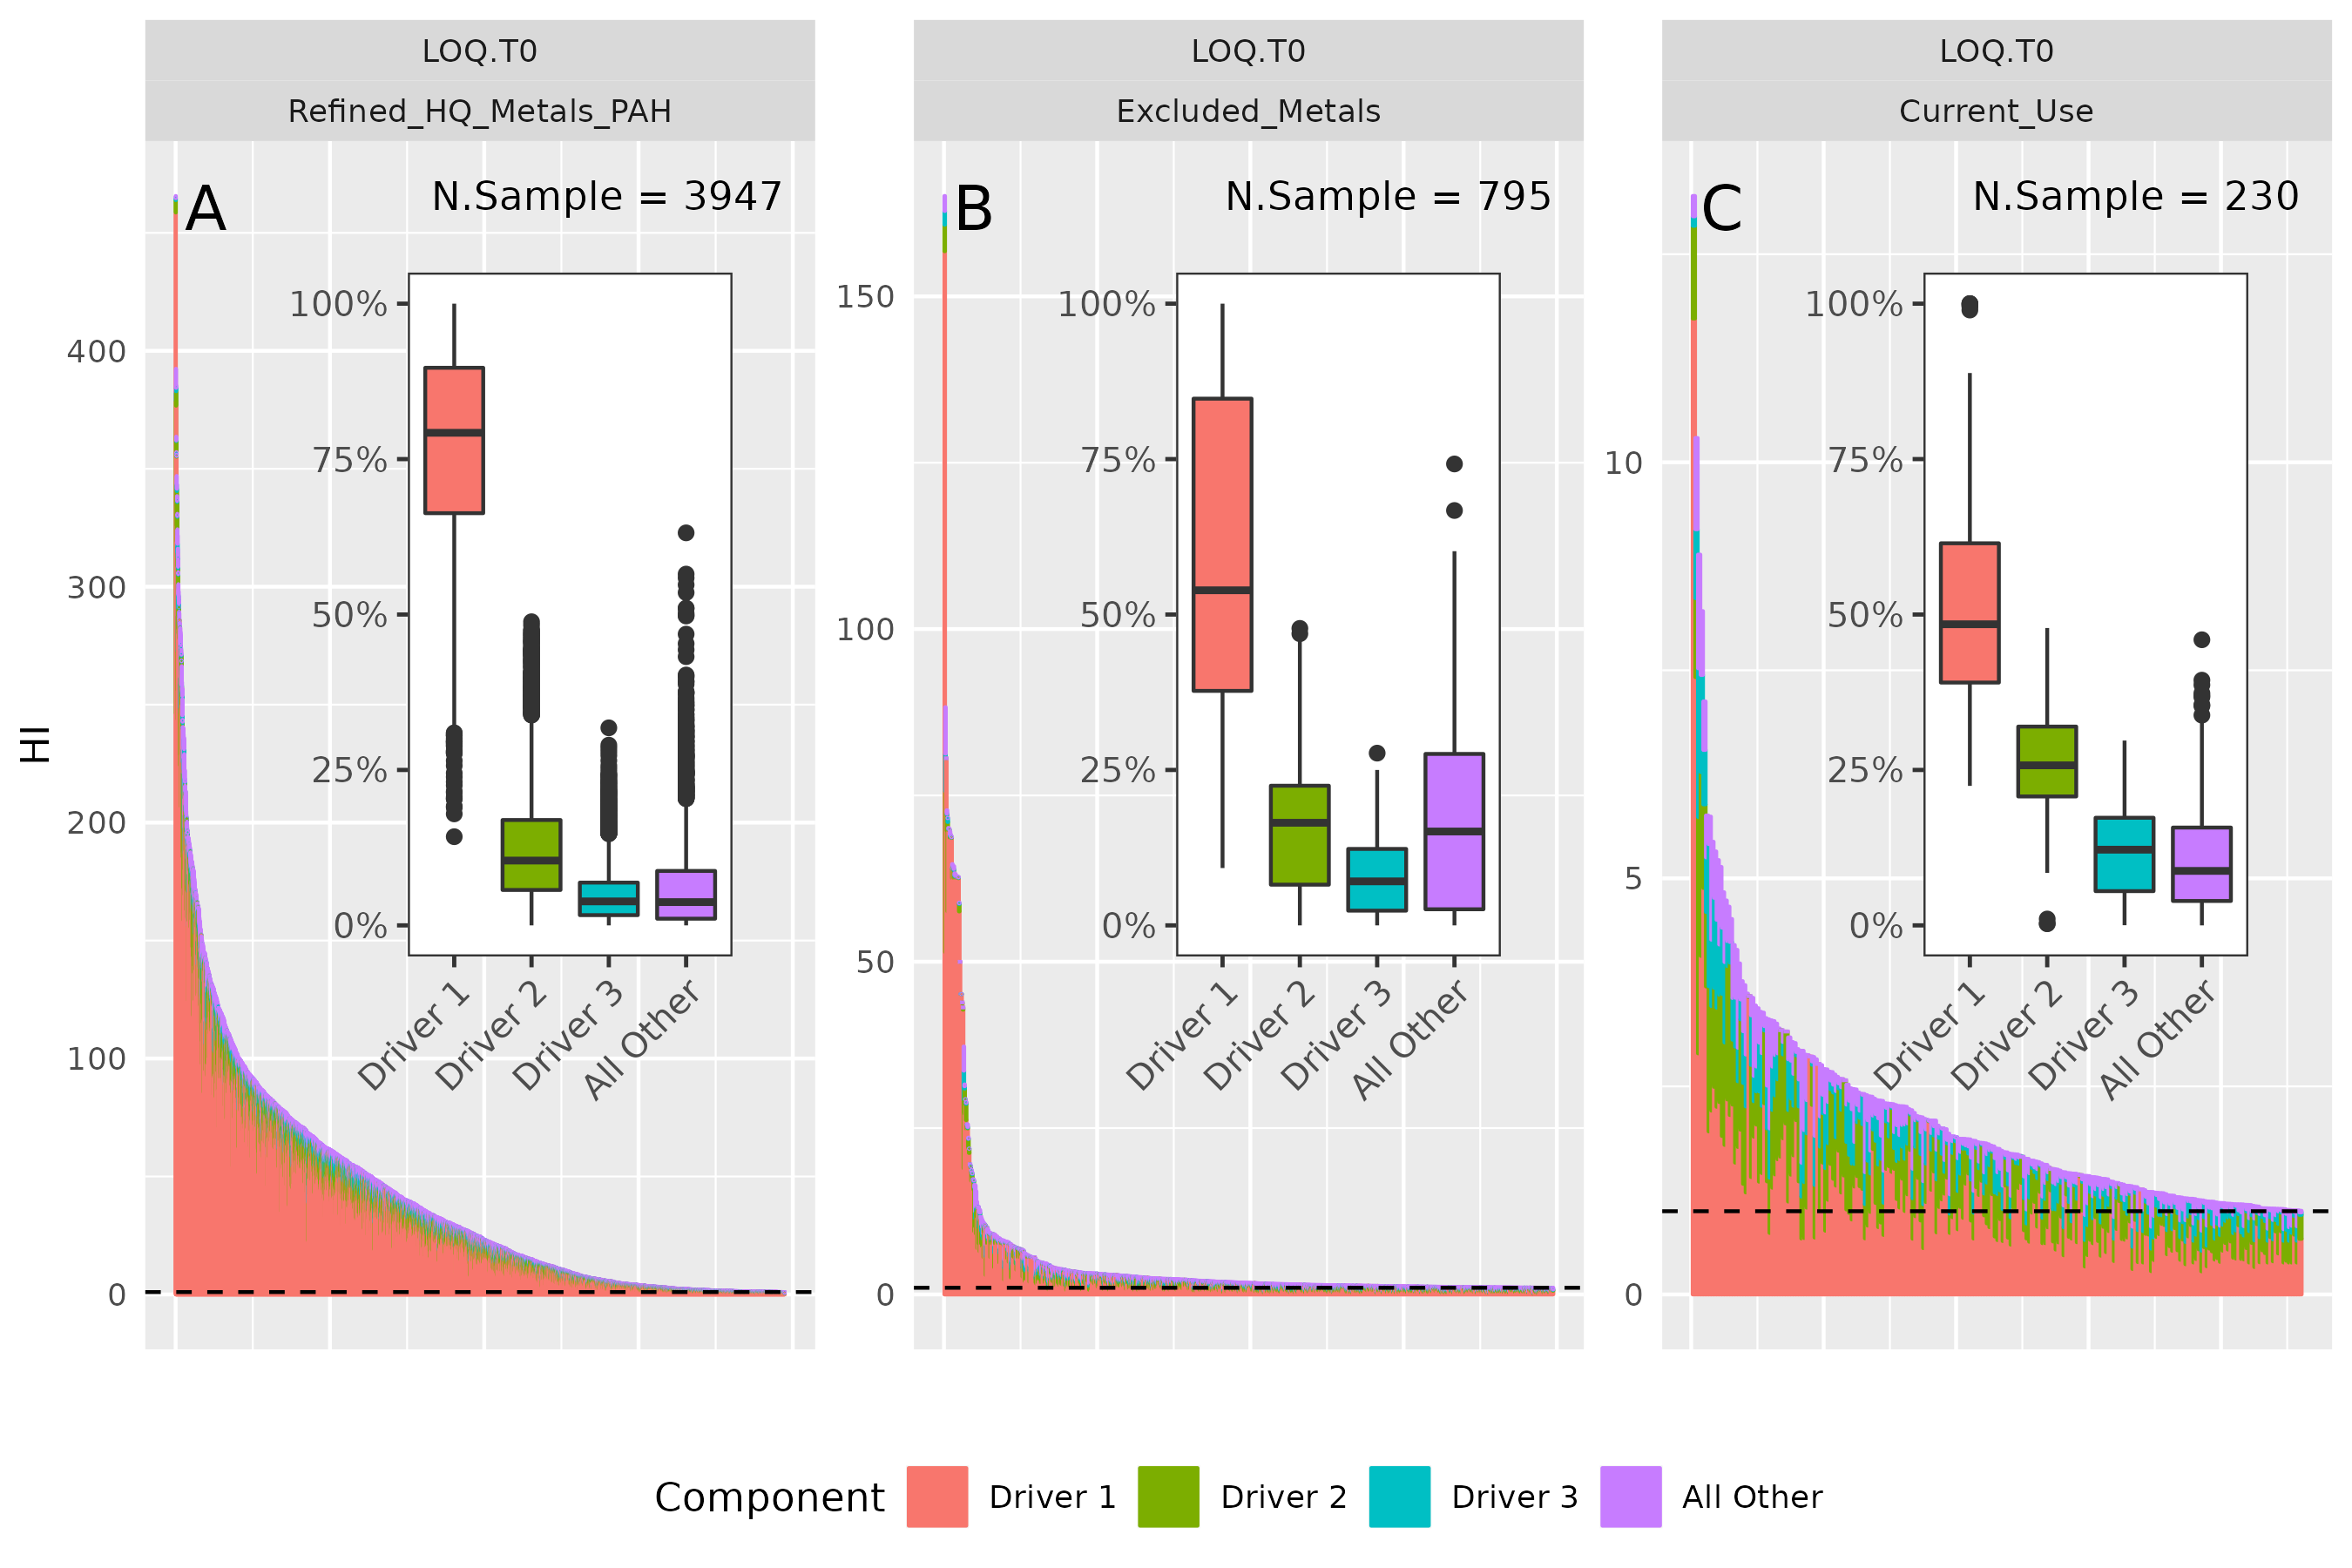 LOQ.T0
Refined_HQ_Metals_PAH
LOQ.T0
Excluded_Metals
LOQ.T0
Current_Use
HI
A
N.Sample = 3947
400
300
200
100
0
100%
75%
50%
25%
0%
Driver 1
Driver 2
Driver 3
All Other
B
N.Sample = 795
150
100
50
0
100%
75%
50%
25%
0%
Driver 1
Driver 2
Driver 3
All Other
C
N.Sample = 230
10
5
0
100%
75%
50%
25%
0%
Driver 1
Driver 2
Driver 3
All Other
Component Driver 1 Driver 2 Driver 3 All Other